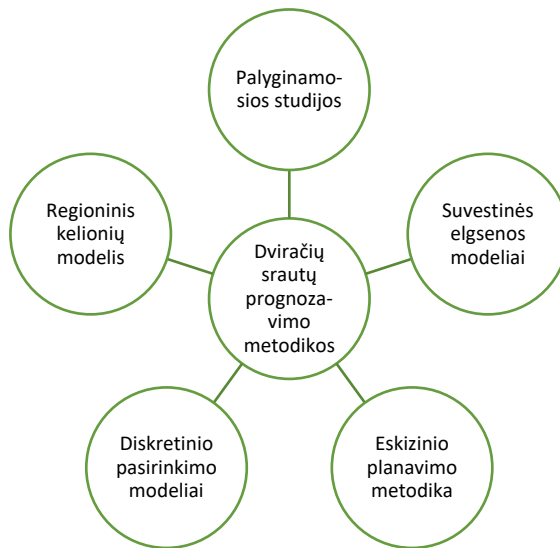 Palyginamo-
sios studijos
Regioninis
kelionių
modelis
Suvestinės
elgsenos
modeliai
Dviračių
srautų
prognoza-
vimo
metodikos
Diskretinio
pasirinkimo
modeliai
Eskizinio
planavimo
metodika